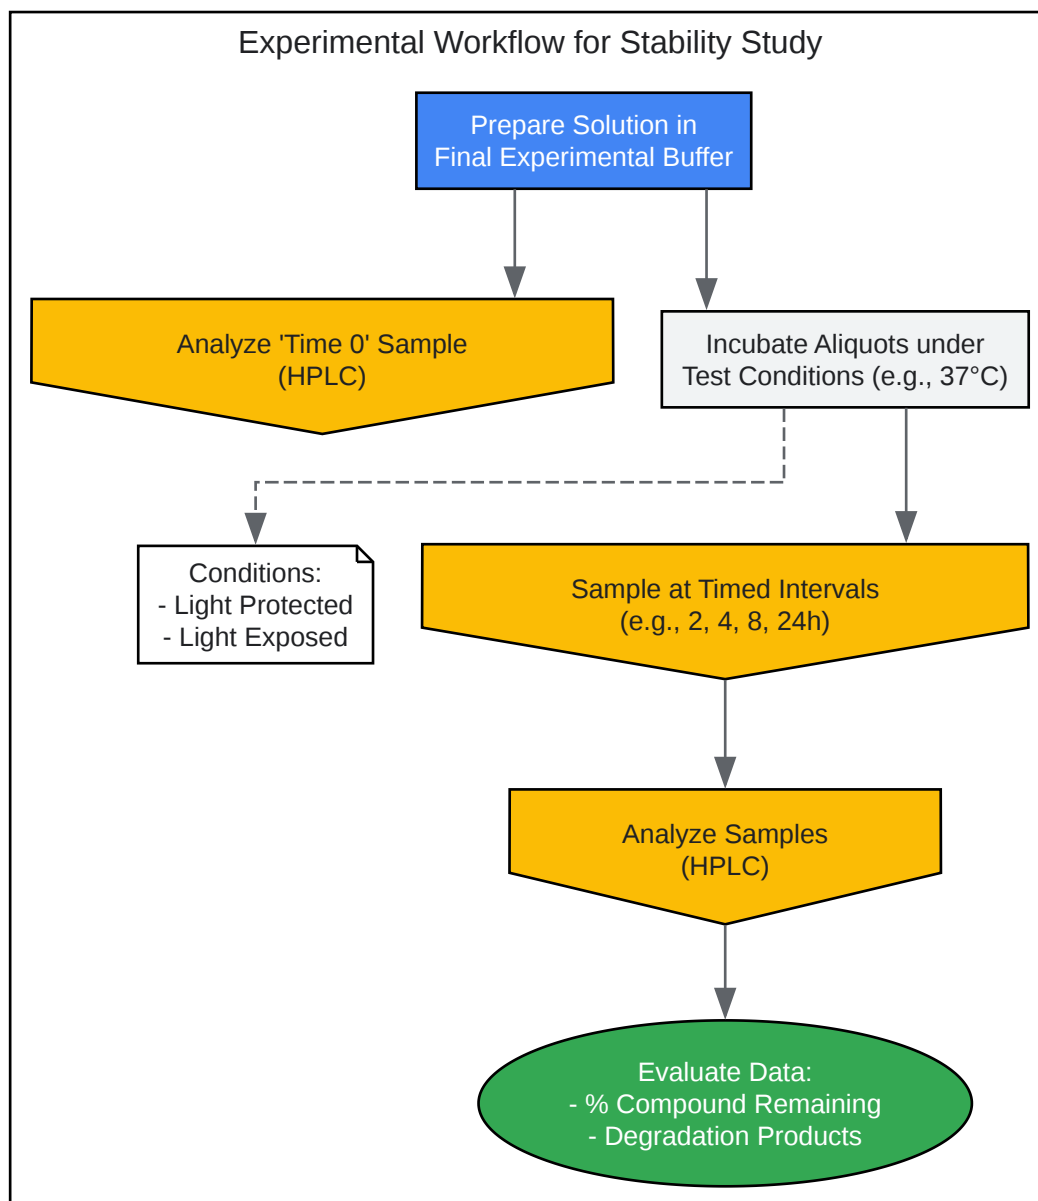 Experimental Workflow for Stability Study
Prepare Solution in
Final Experimental Buffer
Analyze 'Time 0' Sample
(HPLC)
Incubate Aliquots under
Test Conditions (e.g., 37°C)
Conditions:
- Light Protected
- Light Exposed
Sample at Timed Intervals
(e.g., 2, 4, 8, 24h)
Analyze Samples
(HPLC)
Evaluate Data:
- % Compound Remaining
- Degradation Products